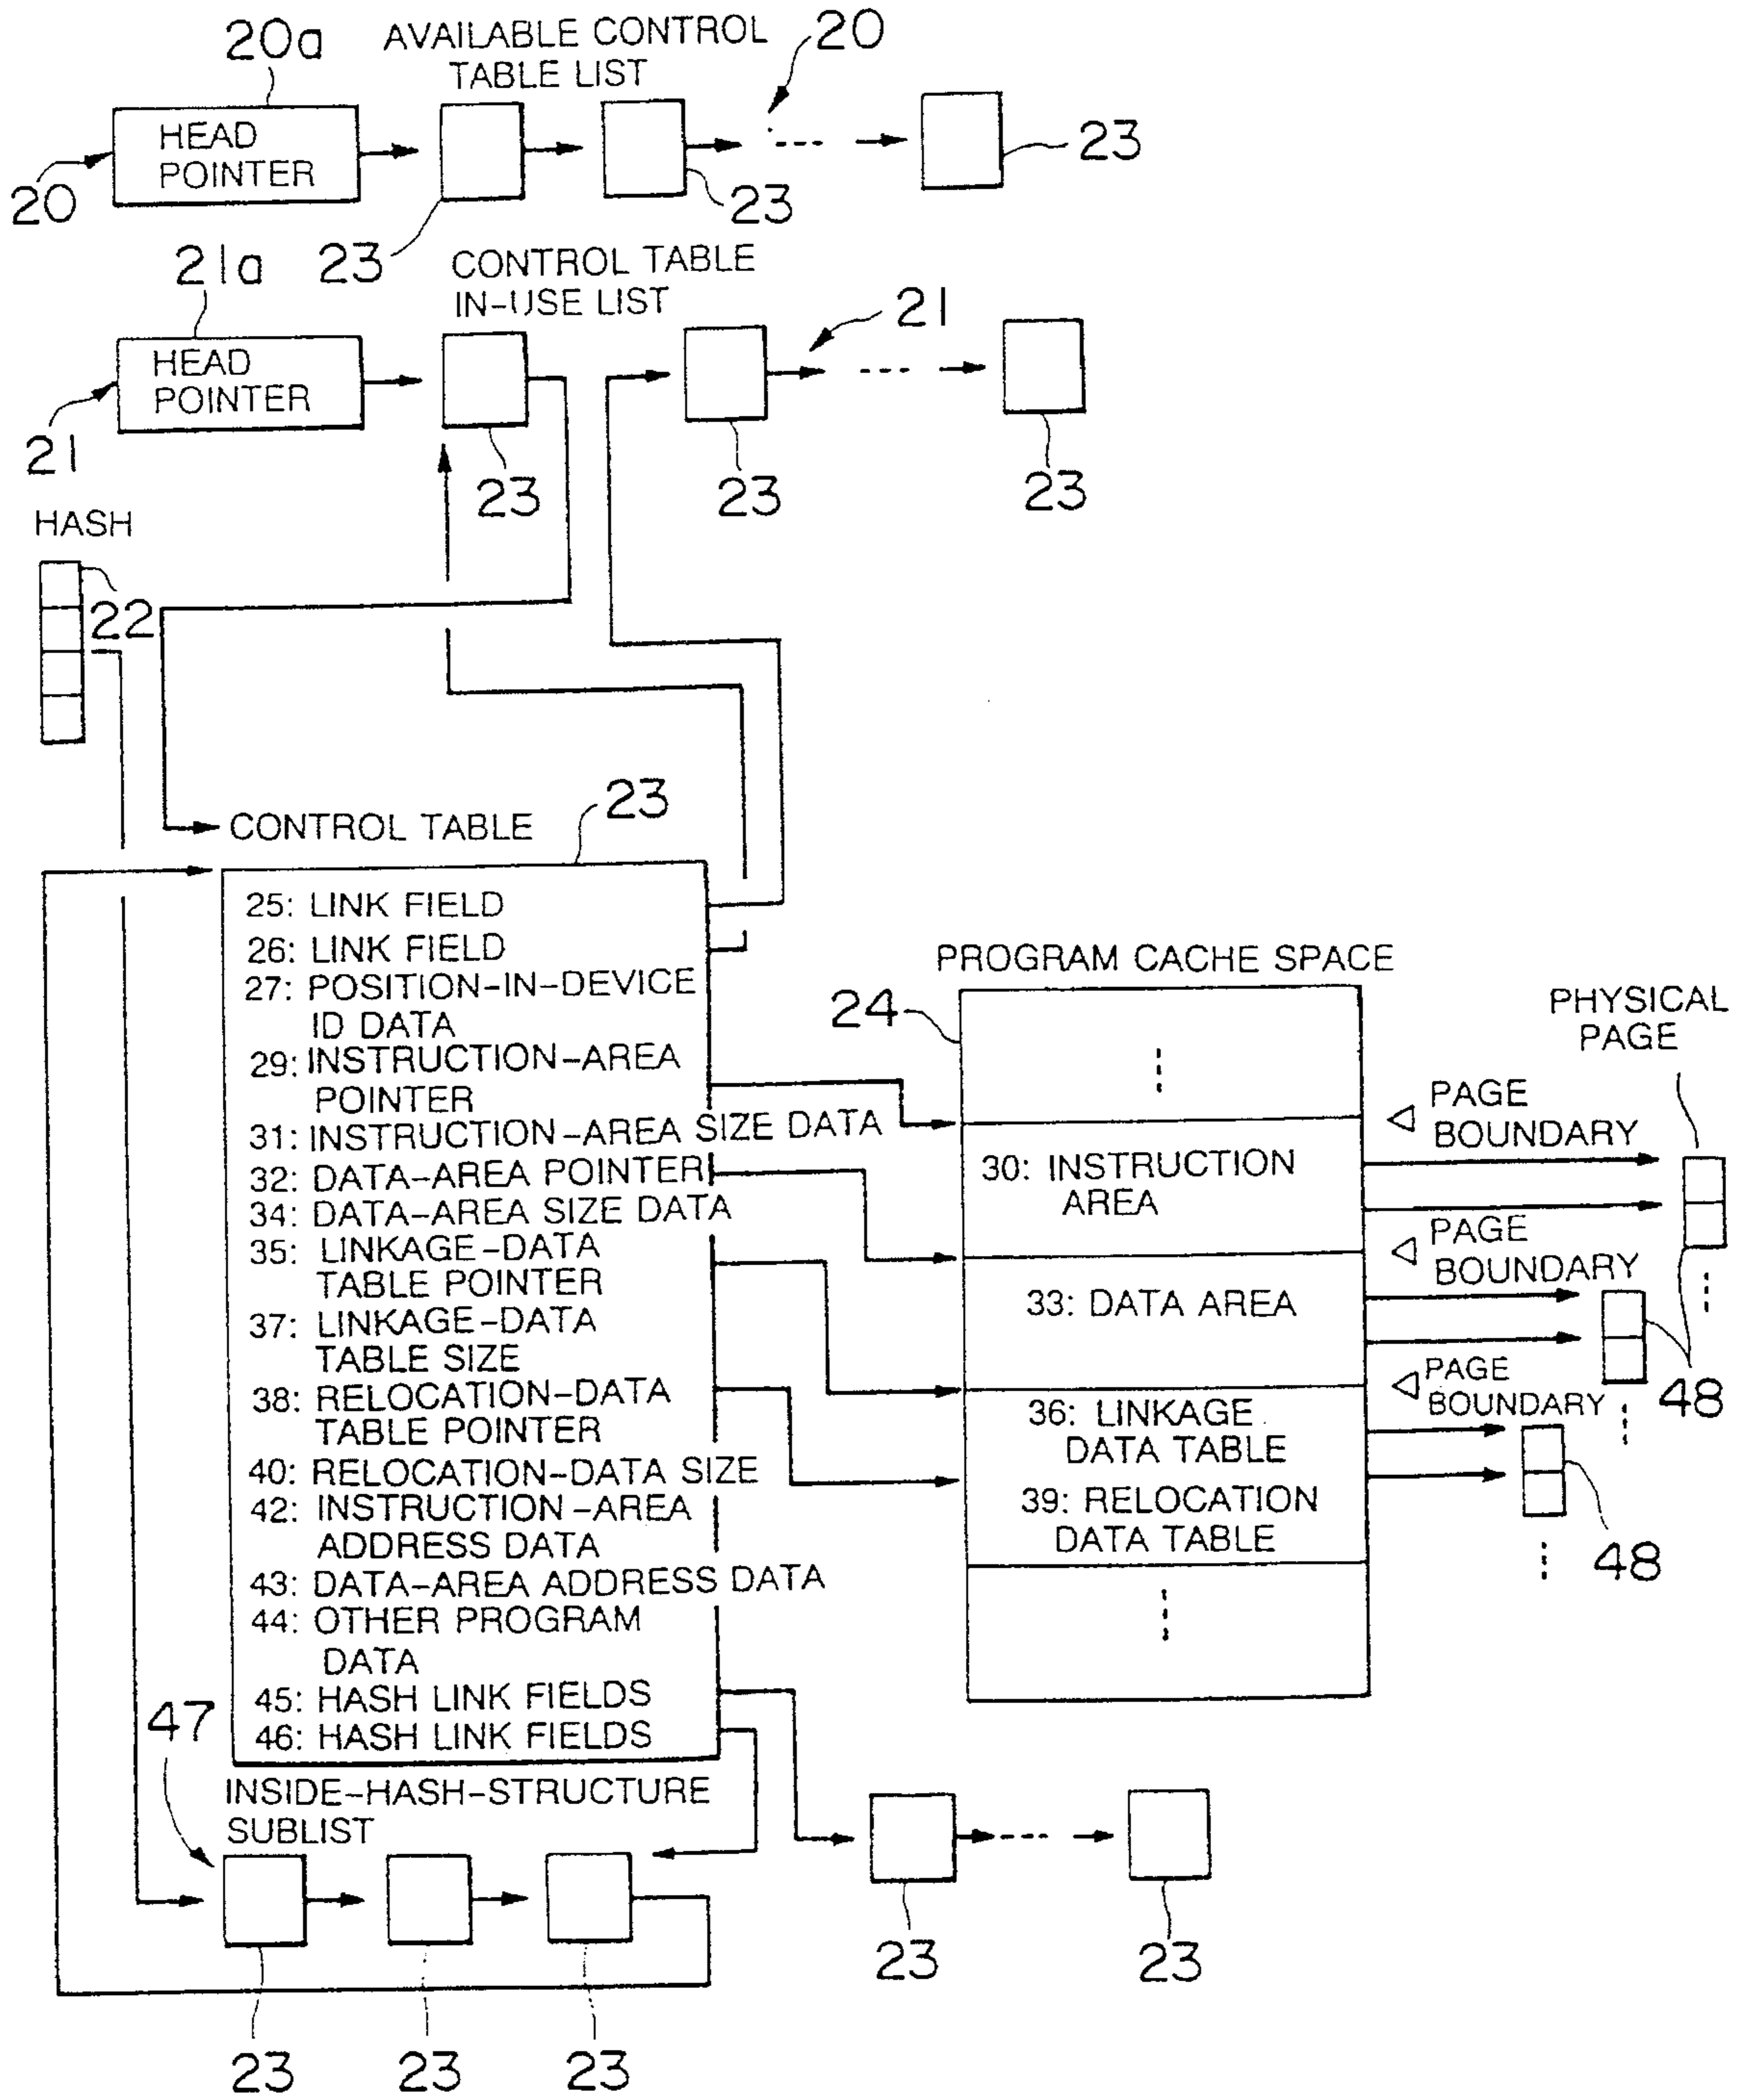 20a
AVAILABLE CONTROL
TABLE LIST
20
HEAD
POINTER
20
23
23
23
21a
CONTROL TABLE
IN-USE LIST
21
HEAD
POINTER
21
23
23
23
HASH
22
23
CONTROL TABLE
25: LINK FIELD
26: LINK FIELD
27: POSITION-IN-DEVICE
ID DATA
29: INSTRUCTION-AREA
POINTER
31: INSTRUCTION-AREA SIZE DATA
32: DATA-AREA POINTER
34: DATA-AREA SIZE DATA
35: LINKAGE-DATA
TABLE POINTER
37: LINKAGE-DATA
TABLE SIZE
38: RELOCATION-DATA
TABLE POINTER
40: RELOCATION-DATA SIZE
42: INSTRUCTION-AREA
ADDRESS DATA
43: DATA-AREA ADDRESS DATA
44: OTHER PROGRAM
DATA
45: HASH LINK FIELDS
46: HASH LINK FIELDS
PROGRAM CACHE SPACE
24
30: INSTRUCTION
AREA
33: DATA AREA
36: LINKAGE
DATA TABLE
39: RELOCATION
DATA TABLE
PHYSICAL
PAGE
PAGE
BOUNDARY
PAGE
BOUNDARY
PAGE
BOUNDARY
48
48
47
INSIDE-HASH-STRUCTURE
SUBLIST
23
23
23
23
23